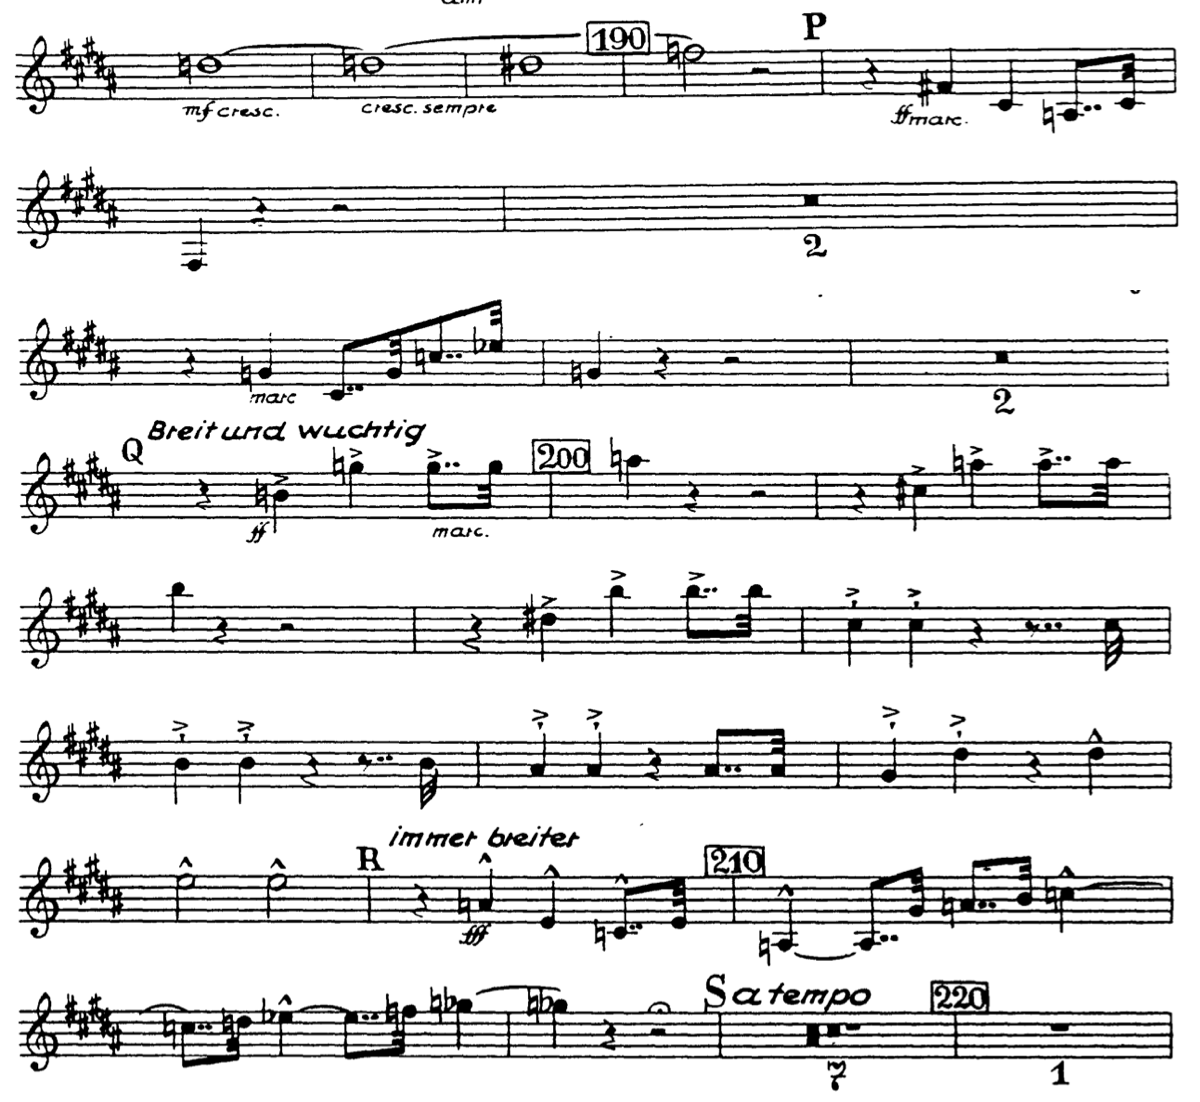 190 P
mf cresc. cresc. sempre ff marc.
2
marc
2
Q Breit und wuchtig
200
ff marc.
R immer breiter
210
fff
S a tempo 220
7 1